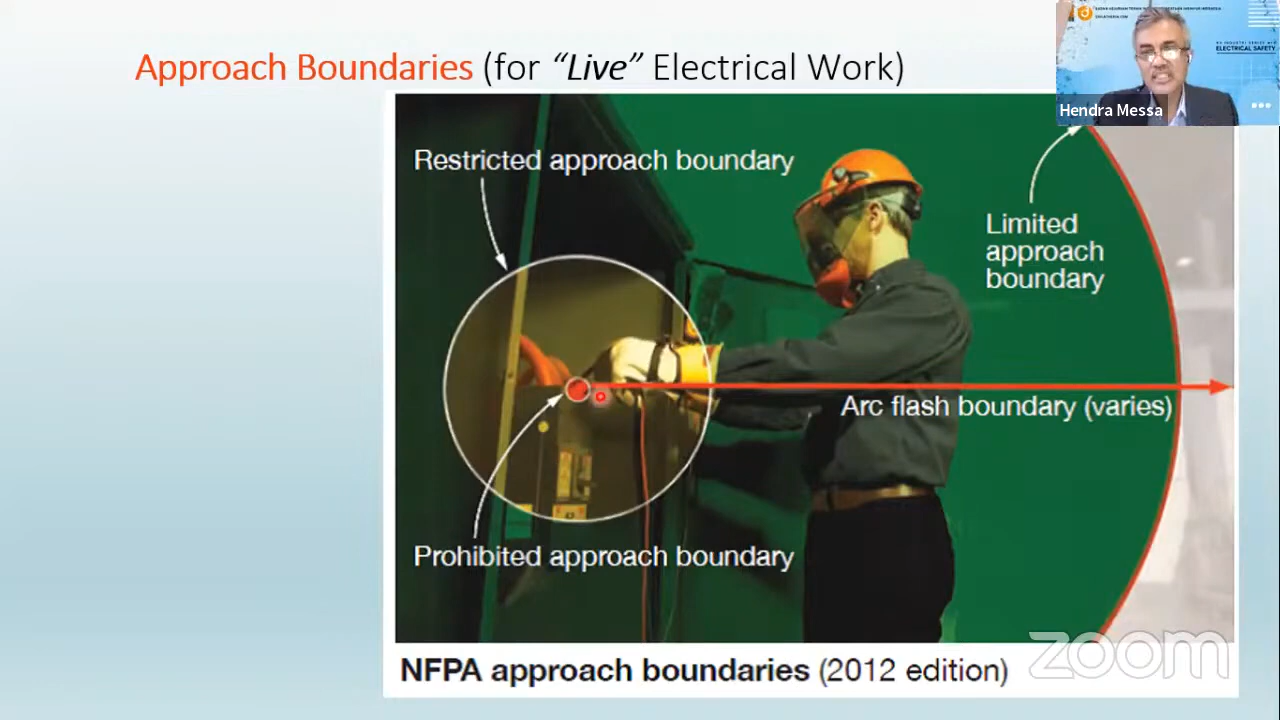 Approach Boundaries (for “Live” Electrical Work)
ELECTRICAL SAFETY
Hendra Messa
Restricted approach boundary
Limited
approach
boundary
Arc flash boundary (varies)
Prohibited approach boundary
zoom
NFPA approach boundaries (2012 edition)